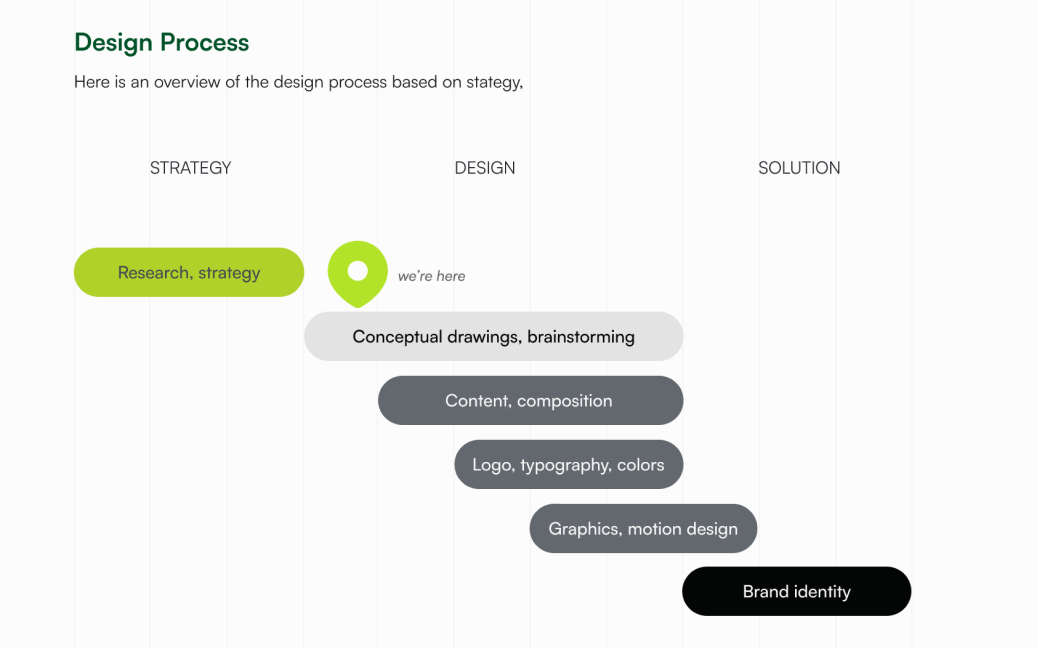 Design Process
Here is an overview of the design process based on stategy,
STRATEGY
DESIGN
SOLUTION
Research, strategy
we're here
Conceptual drawings, brainstorming
Content, composition
Logo, typography, colors
Graphics, motion design
Brand identity